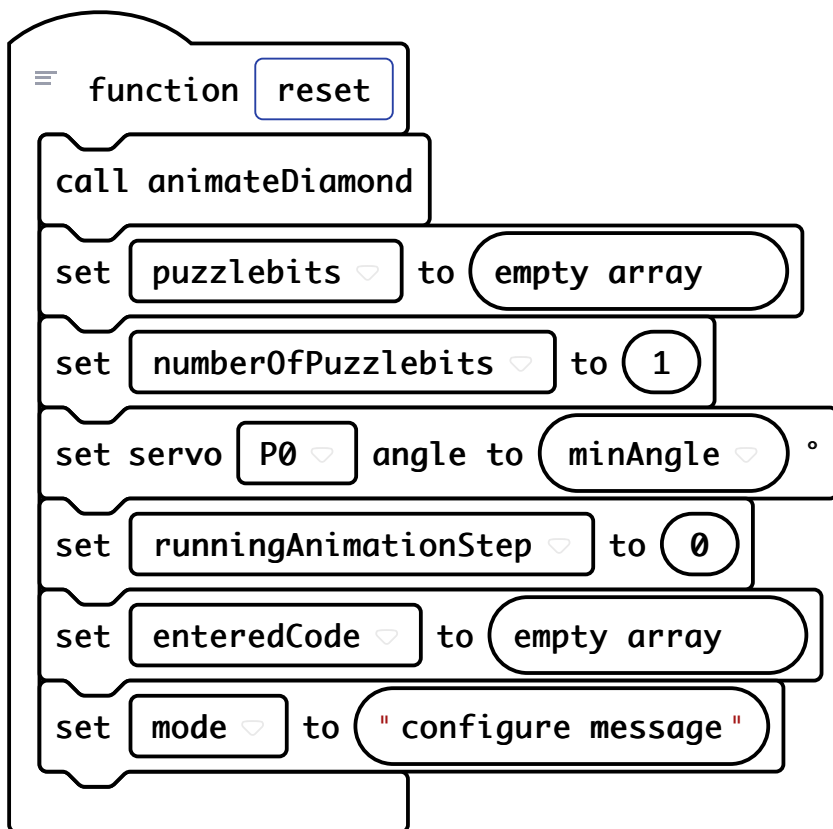 function reset
call animateDiamond
set puzzlebits to empty array
set numberOfPuzzlebits to 1
set servo P0 angle to minAngle °
set runningAnimationStep to 0
set enteredCode to empty array
set mode to "configure message"